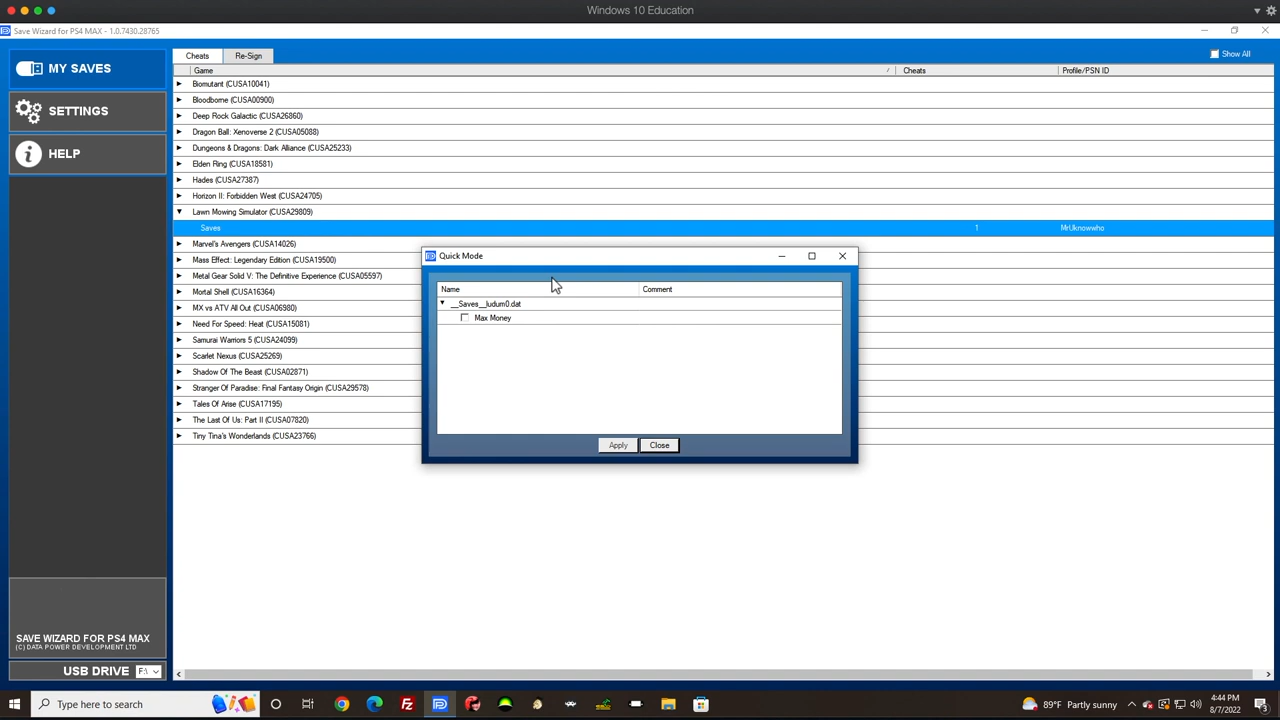 Windows 10 Education
Save Wizard for PS4 MAX - 1.0.7430.28765
MY SAVES
SETTINGS
HELP
Cheats
Re-Sign
Show All
Game
Cheats
Profile/PSN ID
Biomutant (CUSA10041)
Bloodborne (CUSA00900)
Deep Rock Galactic (CUSA26860)
Dragon Ball: Xenoverse 2 (CUSA05088)
Dungeons & Dragons: Dark Alliance (CUSA25233)
Elden Ring (CUSA18581)
Hades (CUSA27387)
Horizon II: Forbidden West (CUSA24705)
Lawn Mowing Simulator (CUSA29809)
Saves 1 MrUknowwho
Marvel's Avengers (CUSA14026)
Mass Effect: Legendary Edition (CUSA19500)
Metal Gear Solid V: The Definitive Experience (CUSA05597)
Mortal Shell (CUSA16364)
MX vs ATV All Out (CUSA06980)
Need For Speed: Heat (CUSA15081)
Samurai Warriors 5 (CUSA24099)
Scarlet Nexus (CUSA25269)
Shadow Of The Beast (CUSA02871)
Stranger Of Paradise: Final Fantasy Origin (CUSA29578)
Tales Of Arise (CUSA17195)
The Last Of Us: Part II (CUSA07820)
Tiny Tina's Wonderlands (CUSA23766)
Quick Mode
Name
Comment
__Saves__ludum0.dat
Max Money
Apply
Close
SAVE WIZARD FOR PS4 MAX
(C) DATA POWER DEVELOPMENT LTD
USB DRIVE F:\
Type here to search
89°F Partly sunny
4:44 PM
8/7/2022
3